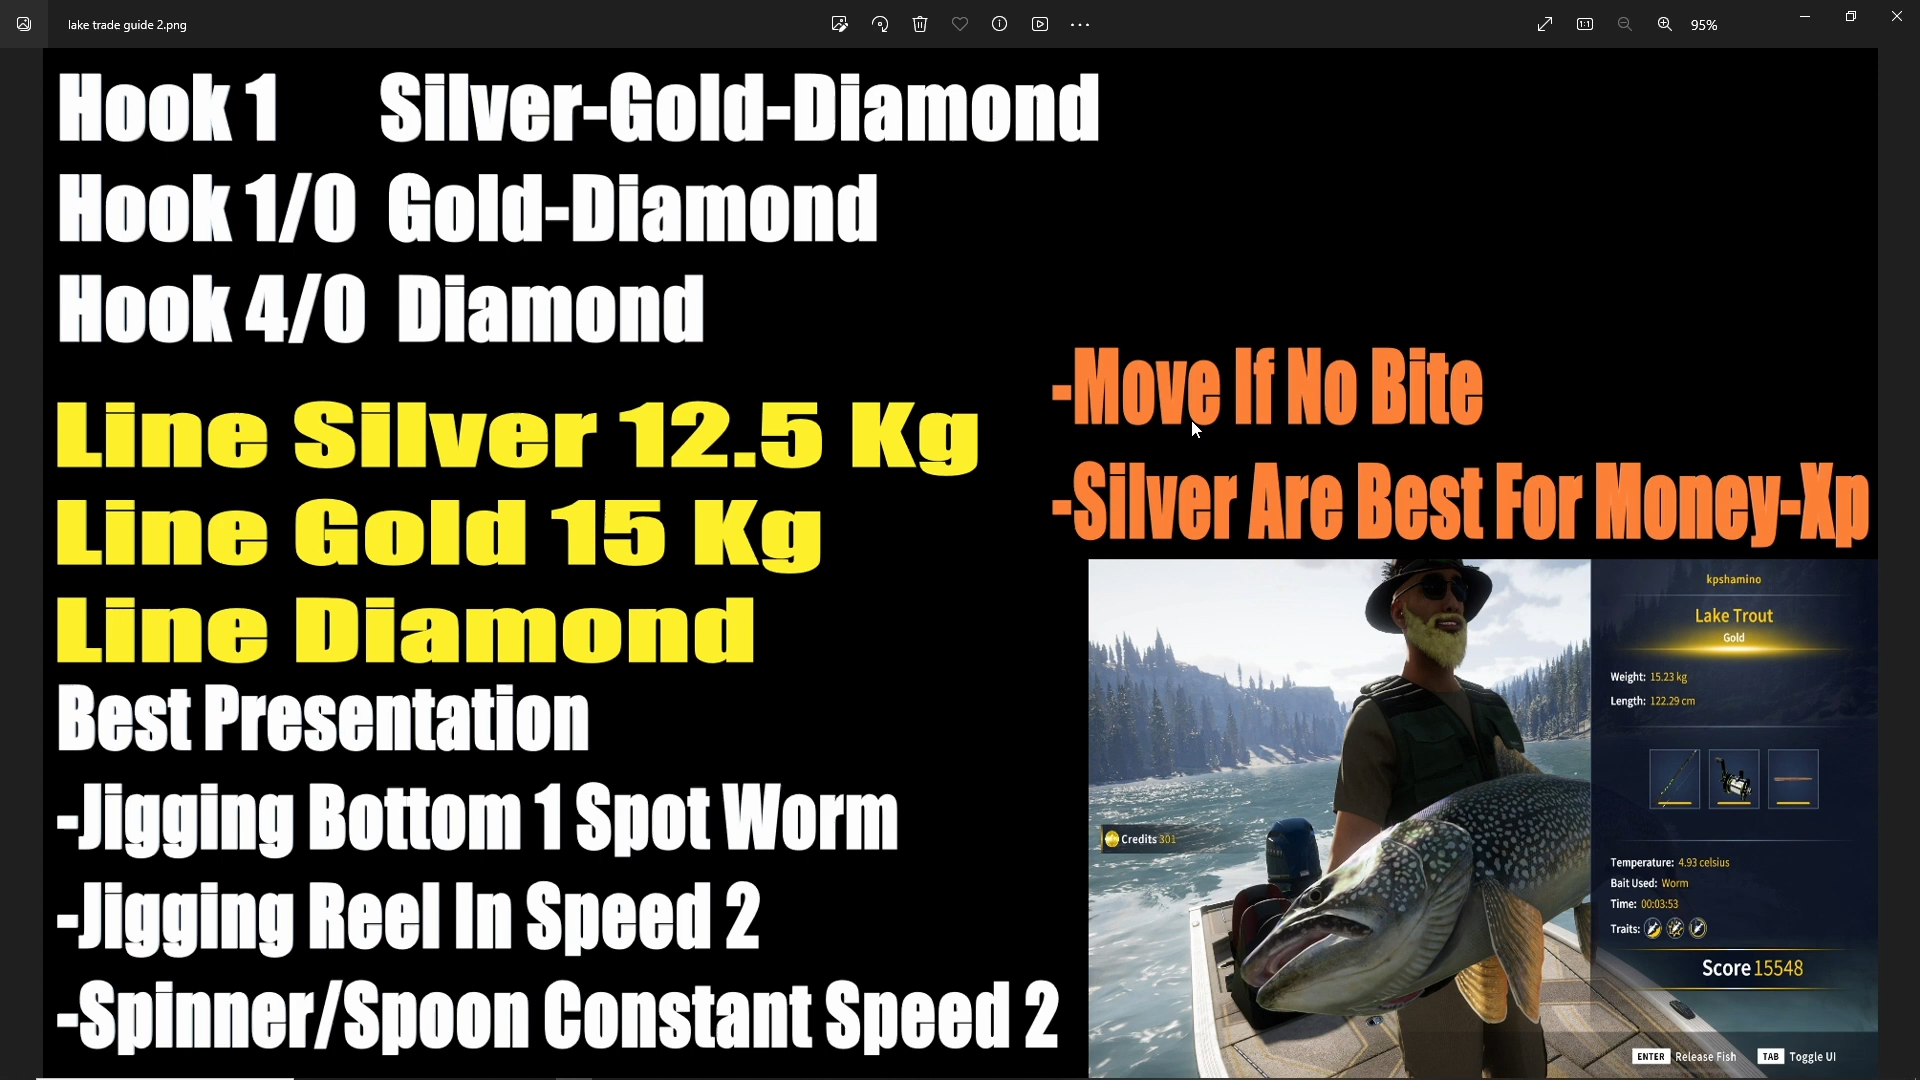 lake trade guide 2.png
95%
Hook 1 Silver-Gold-Diamond
Hook 1/0 Gold-Diamond
Hook 4/0 Diamond
Line Silver 12.5 Kg
Line Gold 15 Kg
Line Diamond
Best Presentation
-Jigging Bottom 1 Spot Worm
-Jigging Reel In Speed 2
-Spinner/Spoon Constant Speed 2
-Move If No Bite
-Silver Are Best For Money-Xp
kpshamino
Lake Trout
Gold
Weight: 15.23 kg
Length: 122.29 cm
Credits 301
Temperature: 4.93 celsius
Bait Used: Worm
Time: 00:03:53
Traits:
Score 15548
ENTER Release Fish TAB Toggle UI